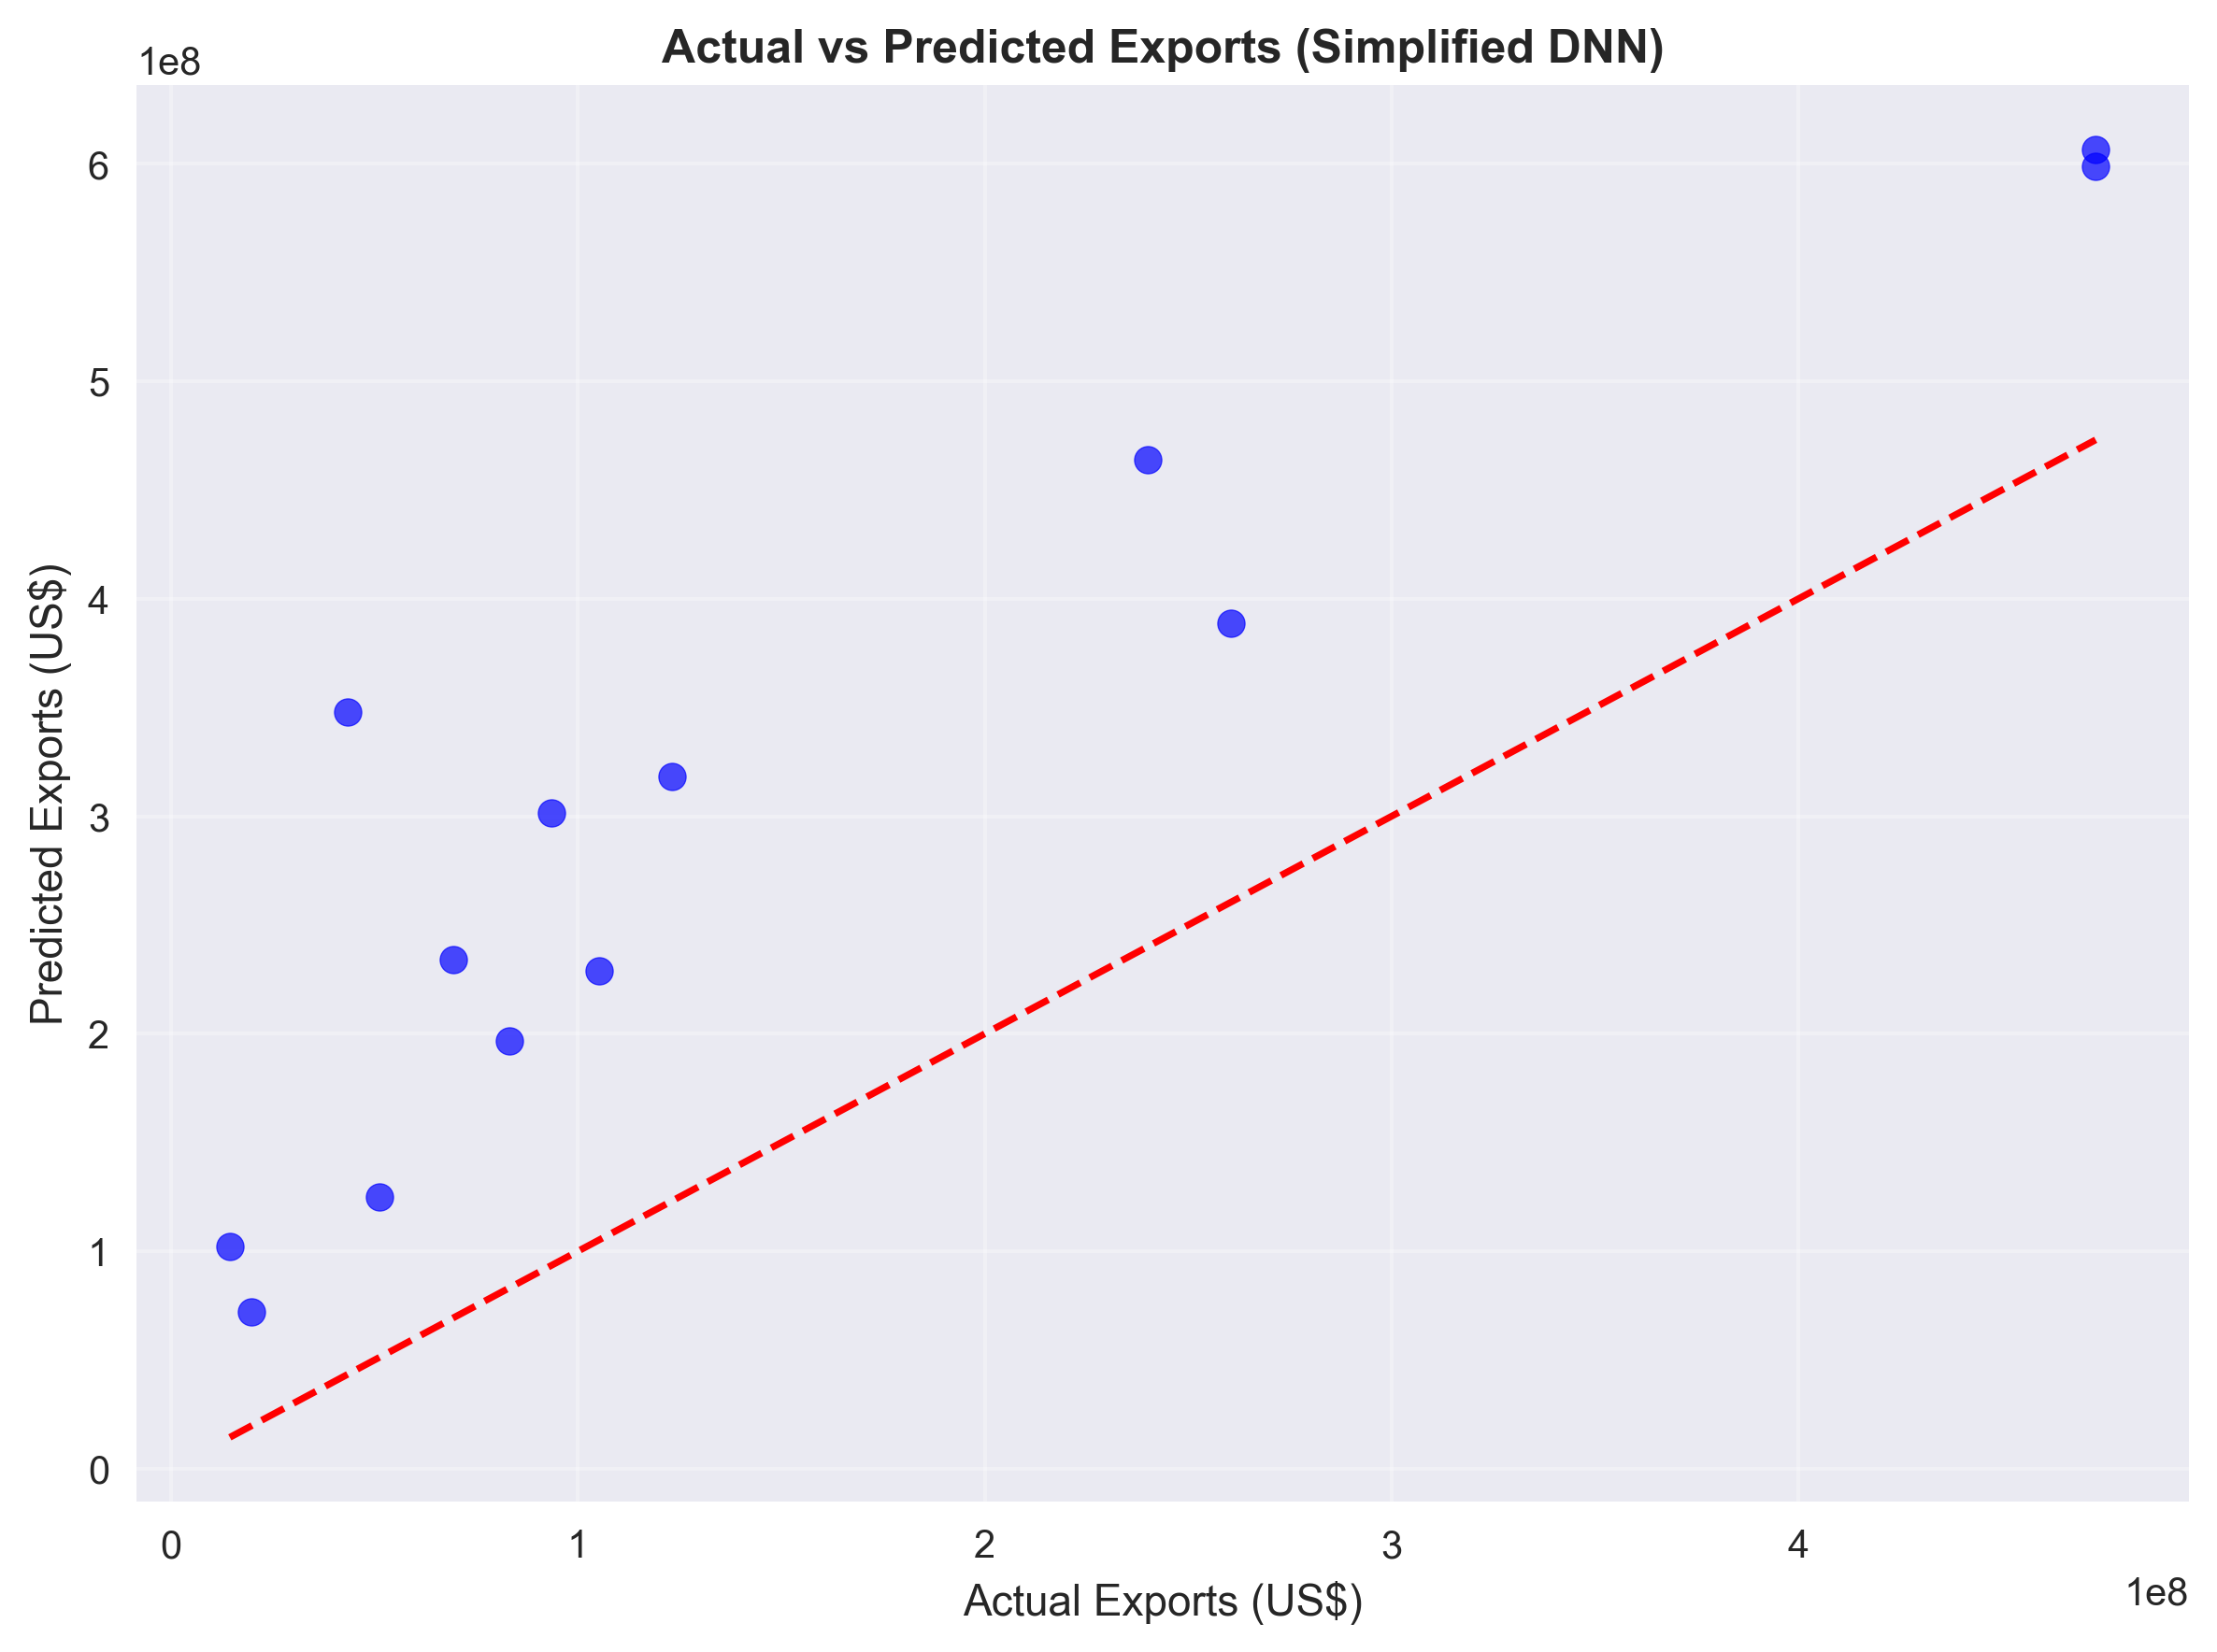 Actual vs Predicted Exports (Simplified DNN)
1e8
6
5
4
3
2
1
0
Predicted Exports (US$)
0 1 2 3 4
1e8
Actual Exports (US$)